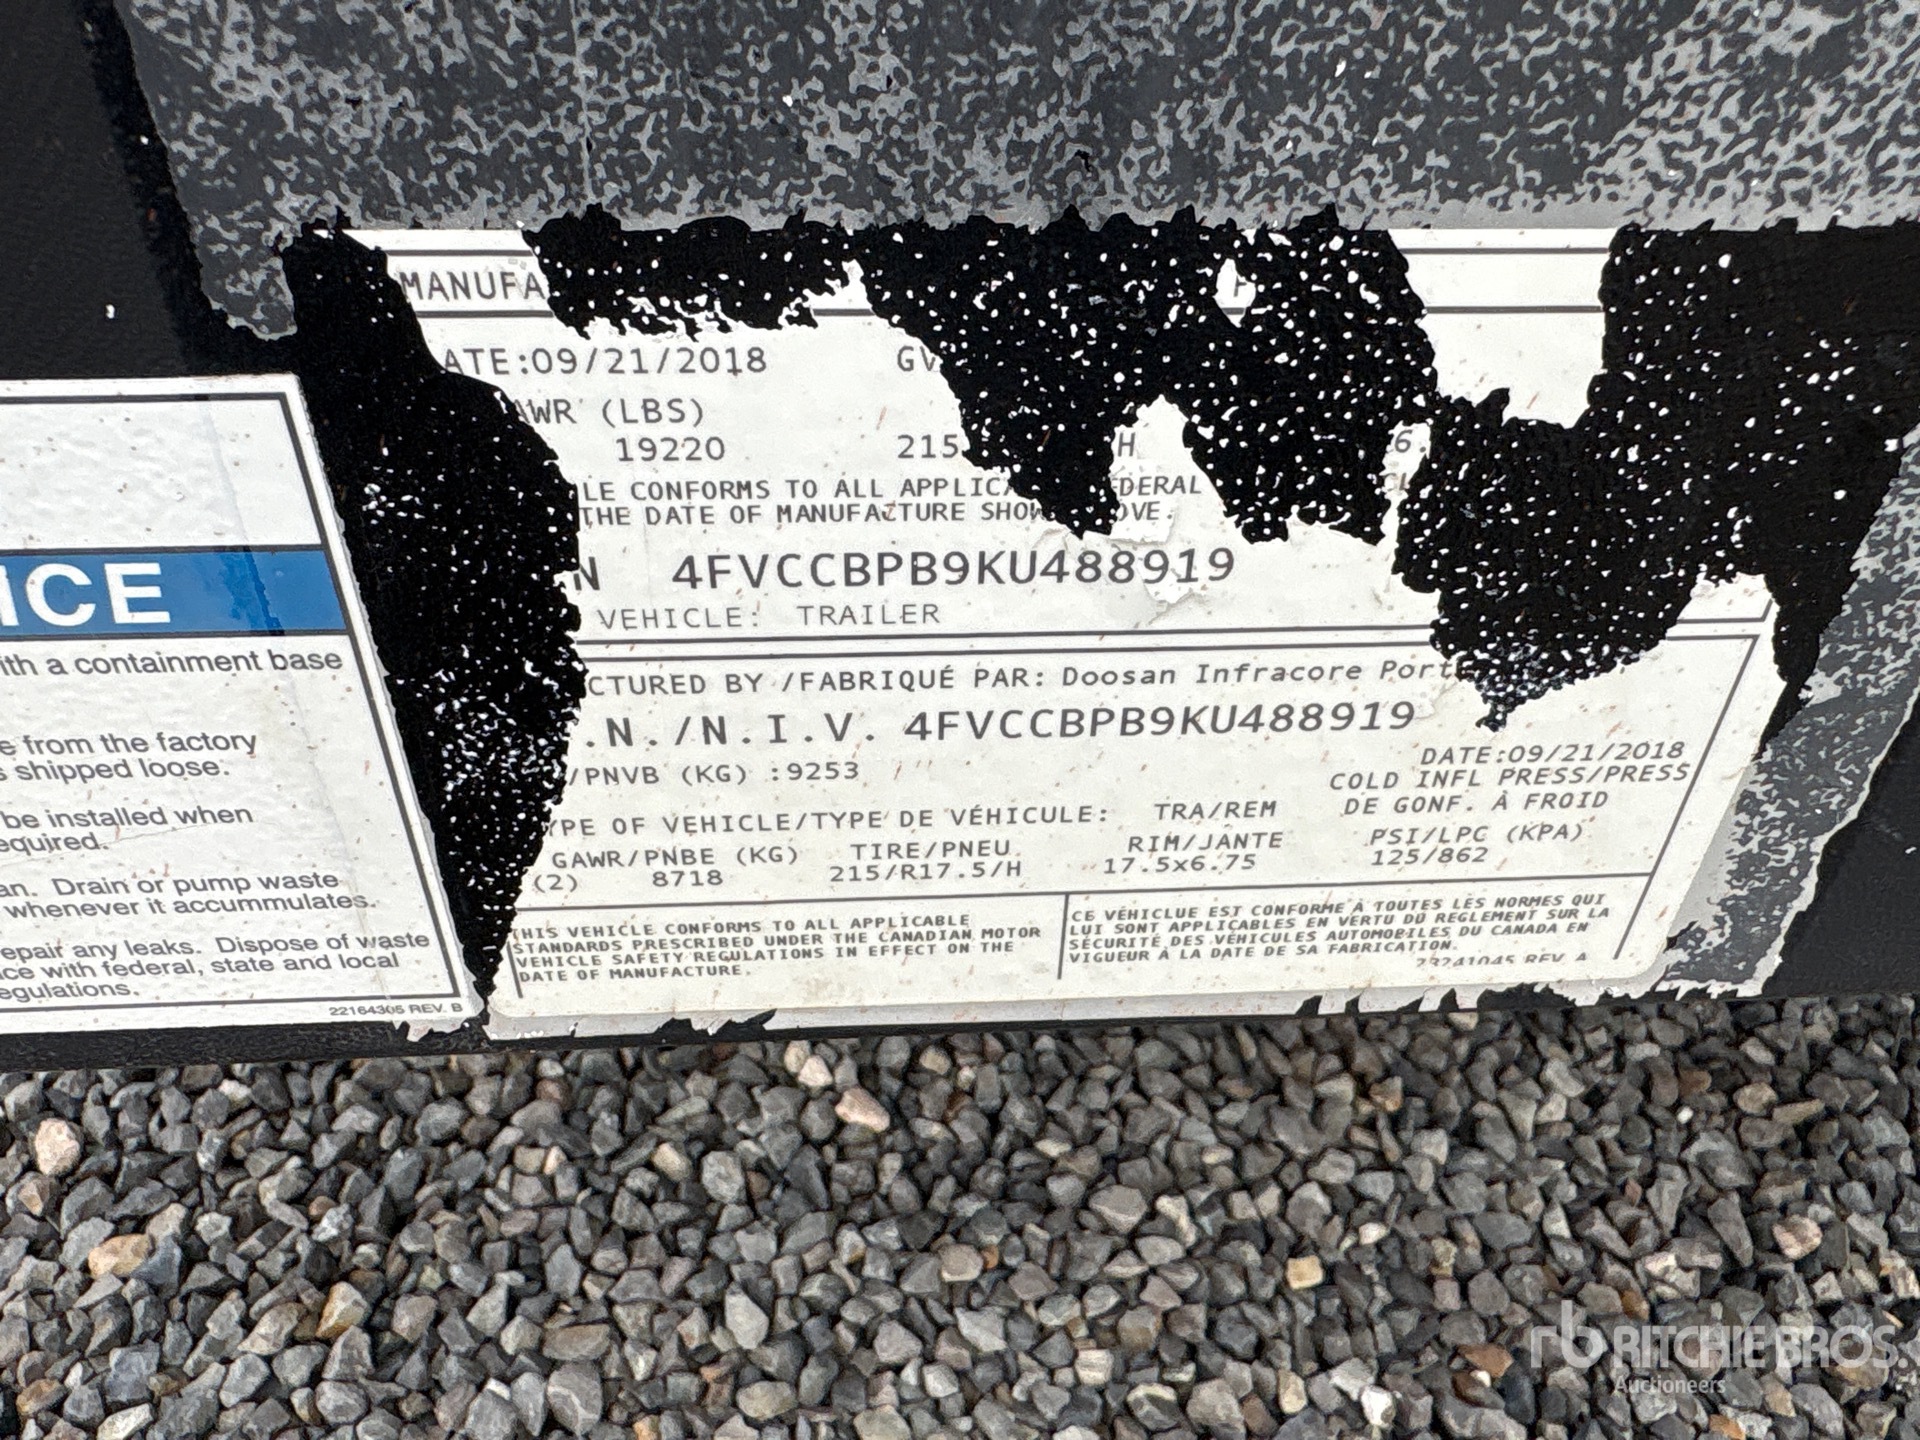 MANUFA
ATE:09/21/2018 GV
AWR (LBS)
19220 215 H 6.
LE CONFORMS TO ALL APPLICA DERAL
THE DATE OF MANUFACTURE SHOW OVE.
N 4FVCCBPB9KU488919
VEHICLE: TRAILER
CTURED BY /FABRIQUÉ PAR: Doosan Infracore Port
.N./N.I.V. 4FVCCBPB9KU488919
DATE:09/21/2018
/PNVB (KG) :9253
COLD INFL PRESS/PRESS
DE GONF. À FROID
YPE OF VEHICLE/TYPE DE VÉHICULE: TRA/REM
GAWR/PNBE (KG) TIRE/PNEU RIM/JANTE PSI/LPC (KPA)
(2) 8718 215/R17.5/H 17.5x6.75 125/862
THIS VEHICLE CONFORMS TO ALL APPLICABLE
STANDARDS PRESCRIBED UNDER THE CANADIAN MOTOR
VEHICLE SAFETY REGULATIONS IN EFFECT ON THE
DATE OF MANUFACTURE.
CE VÉHICLUE EST CONFORME À TOUTES LES NORMES QUI
LUI SONT APPLICABLES EN VERTU DU REGLEMENT SUR LA
SÉCURITÉ DES VÉHICULES AUTOMOBILES DU CANADA EN
VIGUEUR À LA DATE DE SA FABRICATION.
23241045 REV A
ICE
ith a containment base
e from the factory
s shipped loose.
be installed when
equired.
an. Drain or pump waste
whenever it accummulates.
epair any leaks. Dispose of waste
ce with federal, state and local
egulations.
22164305 REV. B
rb RITCHIE BROS.
Auctioneers